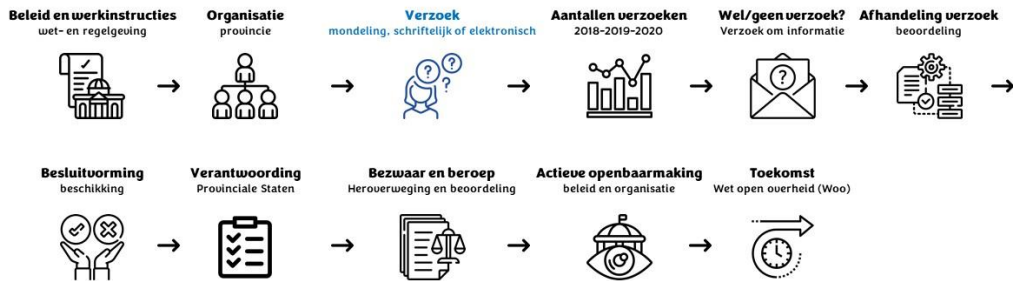 Beleid en werkinstructies
wet- en regelgeving
Organisatie
provincie
Verzoek
mondeling, schriftelijk of elektronisch
Aantallen verzoeken
2018-2019-2020
Wel/geen verzoek?
Verzoek om informatie
Afhandeling verzoek
beoordeling
Besluitvorming
beschikking
Verantwoording
Provinciale Staten
Bezwaar en beroep
Heroverweging en beoordeling
Actieve openbaarmaking
beleid en organisatie
Toekomst
Wet open overheid (Woo)